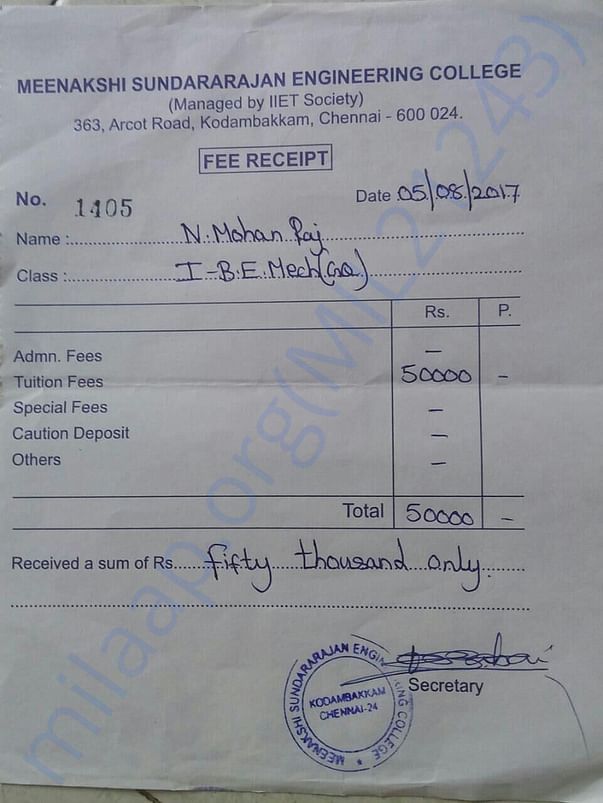 MEENAKSHI SUNDARARAJAN ENGINEERING COLLEGE
(Managed by IIET Society)
363, Arcot Road, Kodambakkam, Chennai - 600 024.
FEE RECEIPT
No. 1405 Date 05/08/2017
Name : N. Mohan Raj
Class : I - B.E. Mech
Rs. P.
Admn. Fees —
Tuition Fees 50000 –
Special Fees –
Caution Deposit –
Others –
Total 50000 –
Received a sum of Rs. fifty thousand only.
Secretary
MEENAKSHI SUNDARARAJAN ENGINEERING COLLEGE
KODAMBAKKAM
CHENNAI-24
milaap.org(MIL21243)